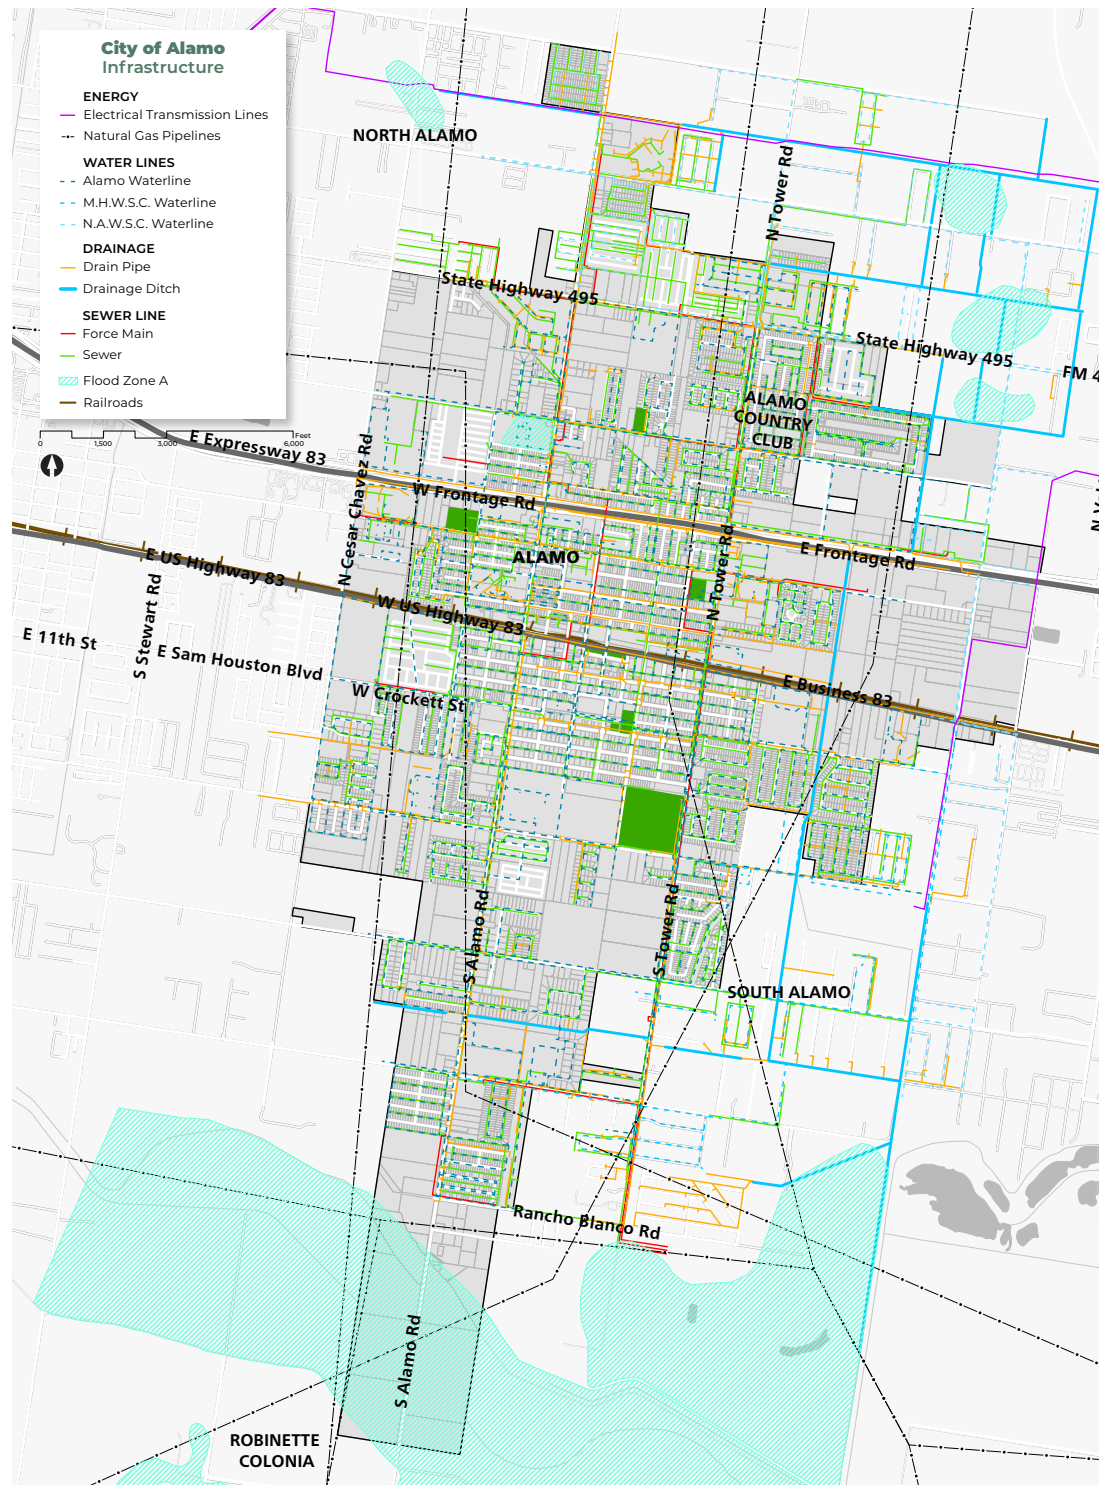 City of Alamo
Infrastructure
ENERGY
Electrical Transmission Lines
Natural Gas Pipelines
WATER LINES
Alamo Waterline
M.H.W.S.C. Waterline
N.A.W.S.C. Waterline
DRAINAGE
Drain Pipe
Drainage Ditch
SEWER LINE
Force Main
Sewer
Flood Zone A
Railroads
Feet
0 1,500 3,000 6,000
NORTH ALAMO
N Tower Rd
State Highway 495
State Highway 495
FM 4
ALAMO
COUNTRY
CLUB
E Expressway 83
N Cesar Chavez Rd
W Frontage Rd
ALAMO
N Tower Rd
E Frontage Rd
E US Highway 83
S Stewart Rd
W US Highway 83
E 11th St
E Sam Houston Blvd
W Crockett St
E Business 83
S Alamo Rd
S Tower Rd
SOUTH ALAMO
Rancho Blanco Rd
S Alamo Rd
ROBINETTE
COLONIA